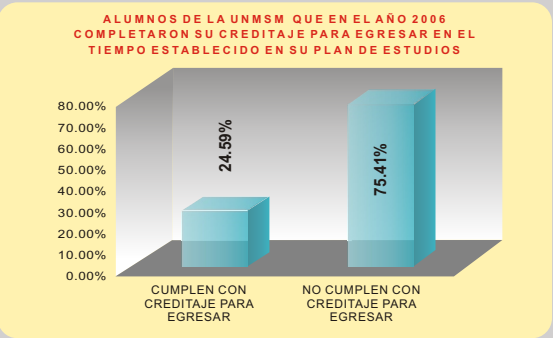 ALUMNOS DE LA UNMSM QUE EN EL AÑO 2006
COMPLETARON SU CREDITAJE PARA EGRESAR EN EL
TIEMPO ESTABLECIDO EN SU PLAN DE ESTUDIOS
80.00%
70.00%
60.00%
50.00%
40.00%
30.00%
20.00%
10.00%
0.00%
24.59%
75.41%
CUMPLEN CON
CREDITAJE PARA
EGRESAR
NO CUMPLEN CON
CREDITAJE PARA
EGRESAR